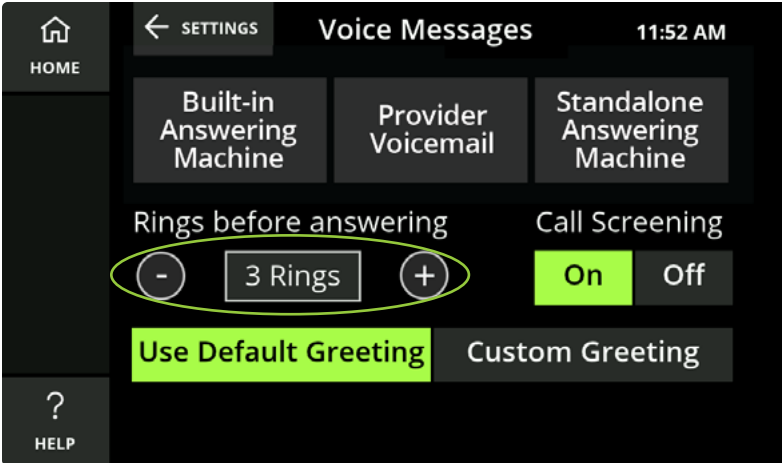 HOME
← SETTINGS
Voice Messages
11:52 AM
Built-in
Answering
Machine
Provider
Voicemail
Standalone
Answering
Machine
Rings before answering
Call Screening
- 3 Rings +
On
Off
Use Default Greeting
Custom Greeting
?
HELP